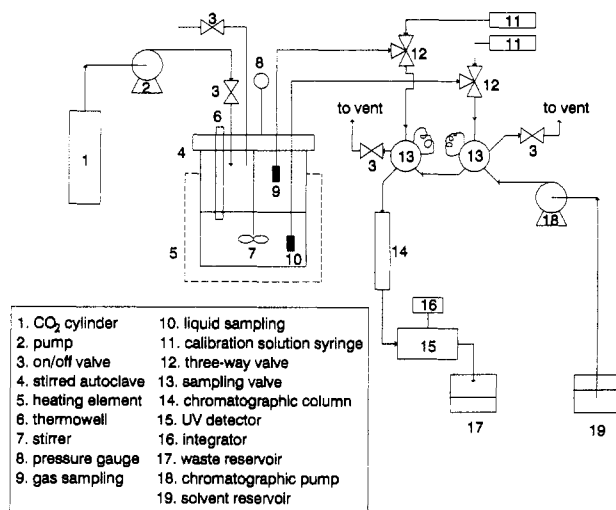 3
11
11
12
8
2
3
12
6
to vent
to vent
1
4
3
13
13
3
9
18
5
7
10
14
16
15
17
19
1. CO₂ cylinder
2. pump
3. on/off valve
4. stirred autoclave
5. heating element
6. thermowell
7. stirrer
8. pressure gauge
9. gas sampling
10. liquid sampling
11. calibration solution syringe
12. three-way valve
13. sampling valve
14. chromatographic column
15. UV detector
16. integrator
17. waste reservoir
18. chromatographic pump
19. solvent reservoir